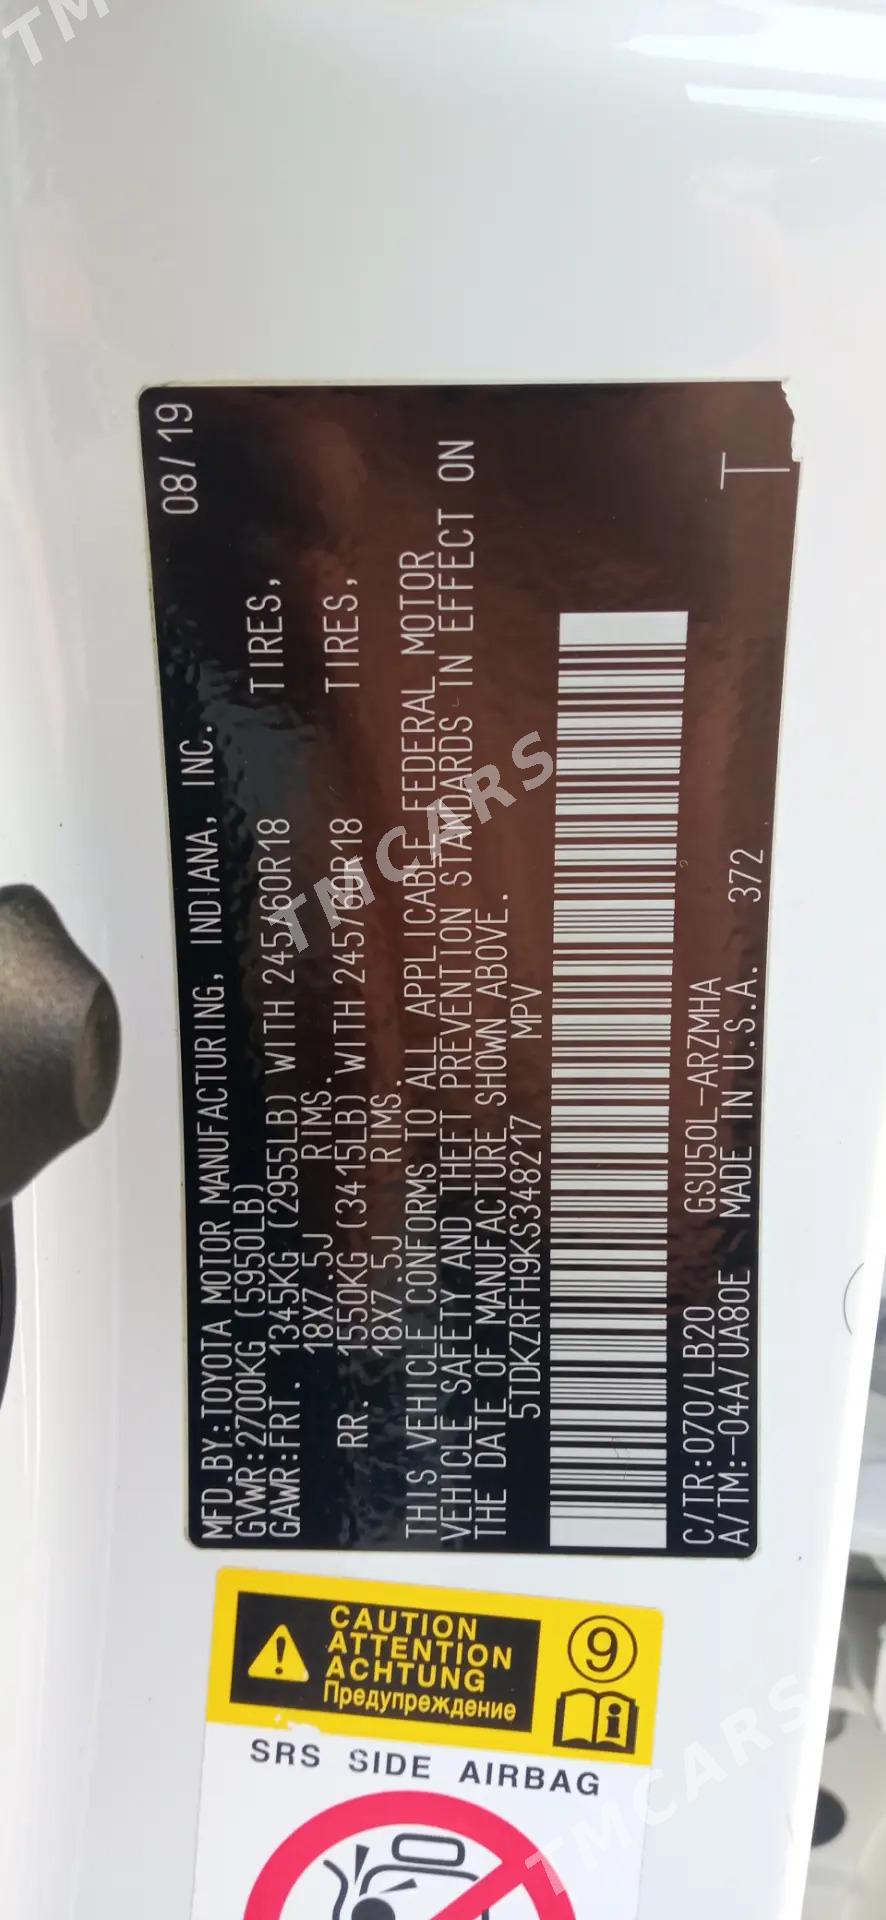 MFD.BY:TOYOTA MOTOR MANUFACTURING, INDIANA, INC. 08/19
GVWR:2700KG (5950LB)
GAWR:FRT. 1345KG (2955LB) WITH 245/60R18 TIRES,
18X7.5J RIMS.
RR. 1550KG (3415LB) WITH 245/60R18 TIRES,
18X7.5J RIMS.
THIS VEHICLE CONFORMS TO ALL APPLICABLE FEDERAL MOTOR
VEHICLE SAFETY AND THEFT PREVENTION STANDARDS IN EFFECT ON
THE DATE OF MANUFACTURE SHOWN ABOVE.
5TDKZRFH9KS348217 MPV
C/TR:070/LB20 GSU50L-ARZMHA T
A/TM:-04A/UA80E MADE IN U.S.A. 372
CAUTION
ATTENTION
ACHTUNG
Предупреждение
9
i
SRS SIDE AIRBAG
TM
TMCARS
TMCARS